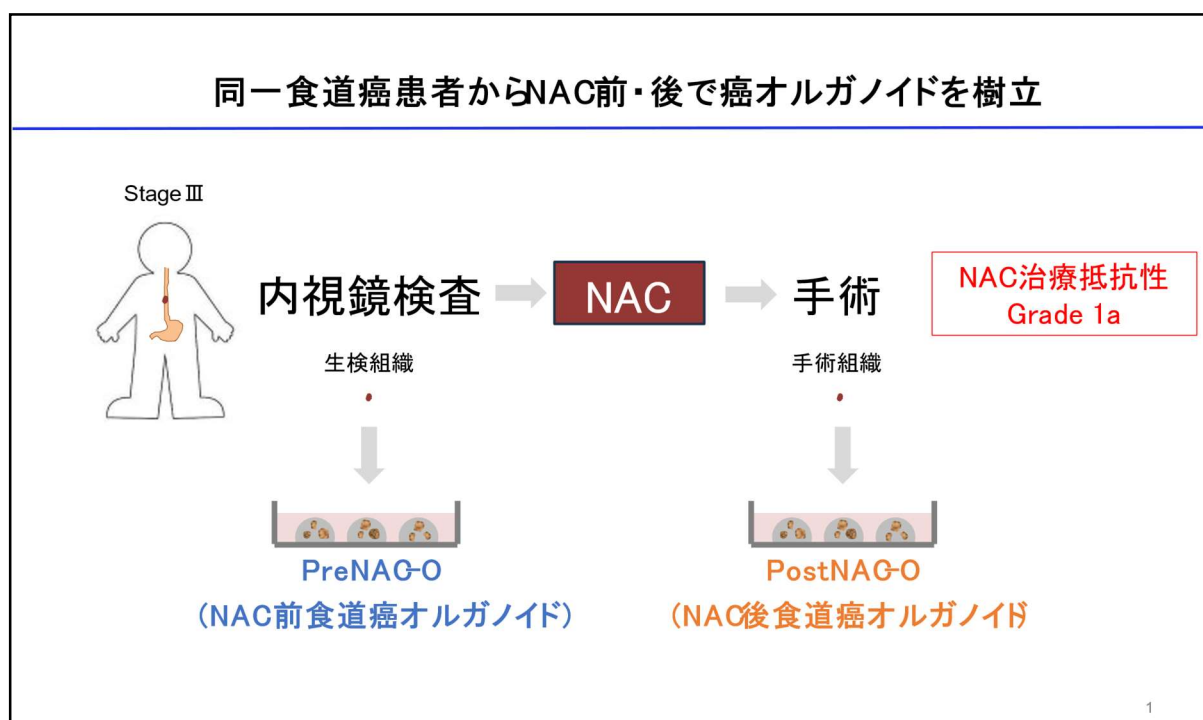 同一食道癌患者からNAC前・後で癌オルガノイドを樹立
Stage Ⅲ
内視鏡検査
NAC
手術
NAC治療抵抗性
Grade 1a
生検組織
手術組織
PreNAC-O
(NAC前食道癌オルガノイド)
PostNAC-O
(NAC後食道癌オルガノイド)
1